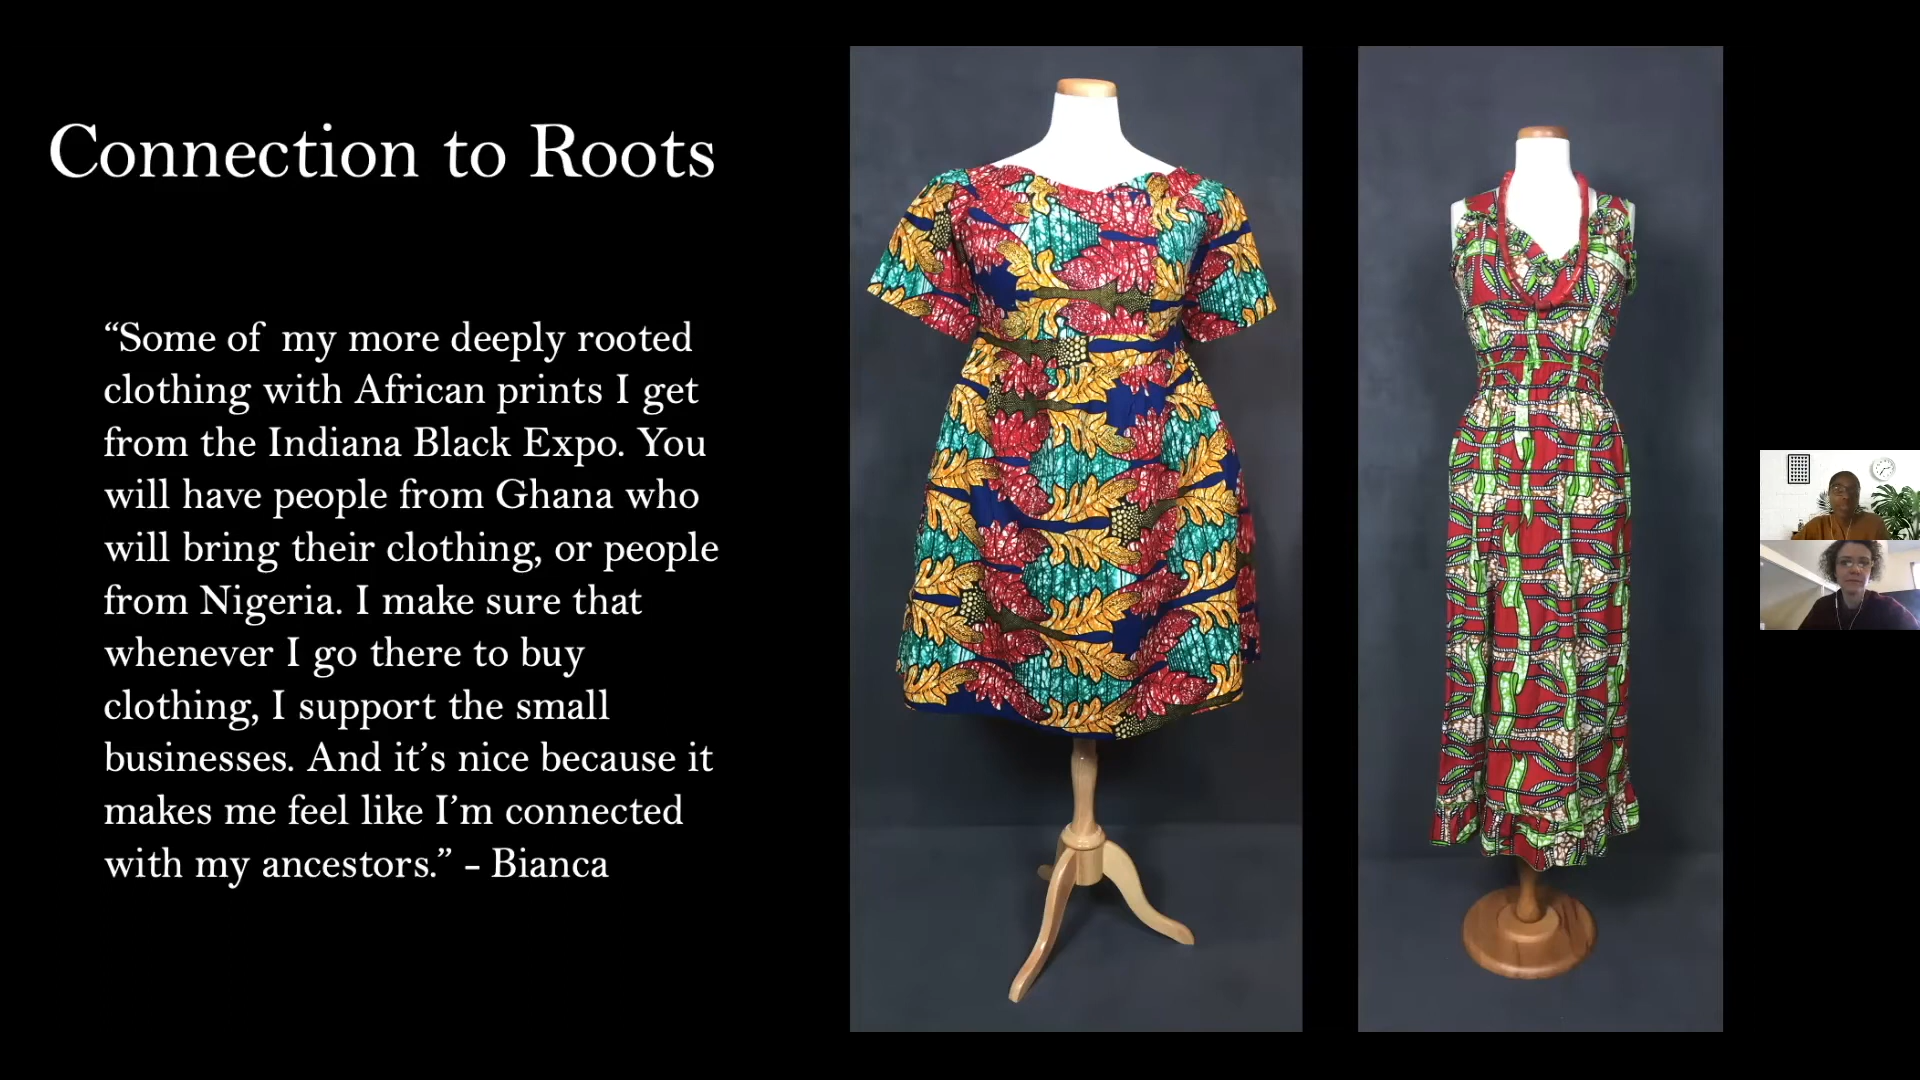 Connection to Roots
“Some of  my more deeply rooted
clothing with African prints I get
from the Indiana Black Expo. You
will have people from Ghana who
will bring their clothing, or people
from Nigeria. I make sure that
whenever I go there to buy
clothing, I support the small
businesses. And it’s nice because it
makes me feel like I’m connected
with my ancestors.” – Bianca